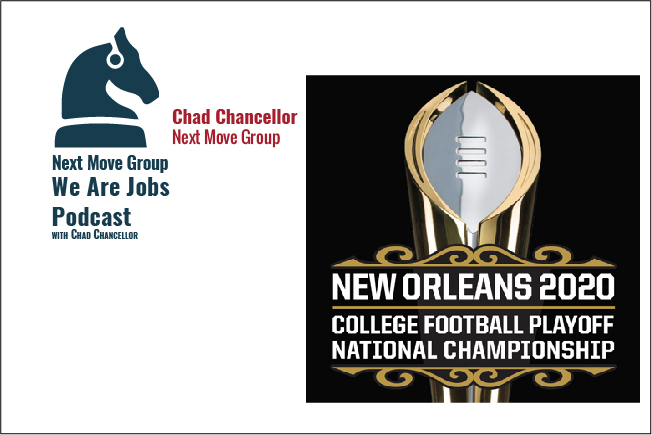 Chad Chancellor
Next Move Group
Next Move Group
We Are Jobs
Podcast
WITH CHAD CHANCELLOR
NEW ORLEANS 2020
COLLEGE FOOTBALL PLAYOFF
NATIONAL CHAMPIONSHIP